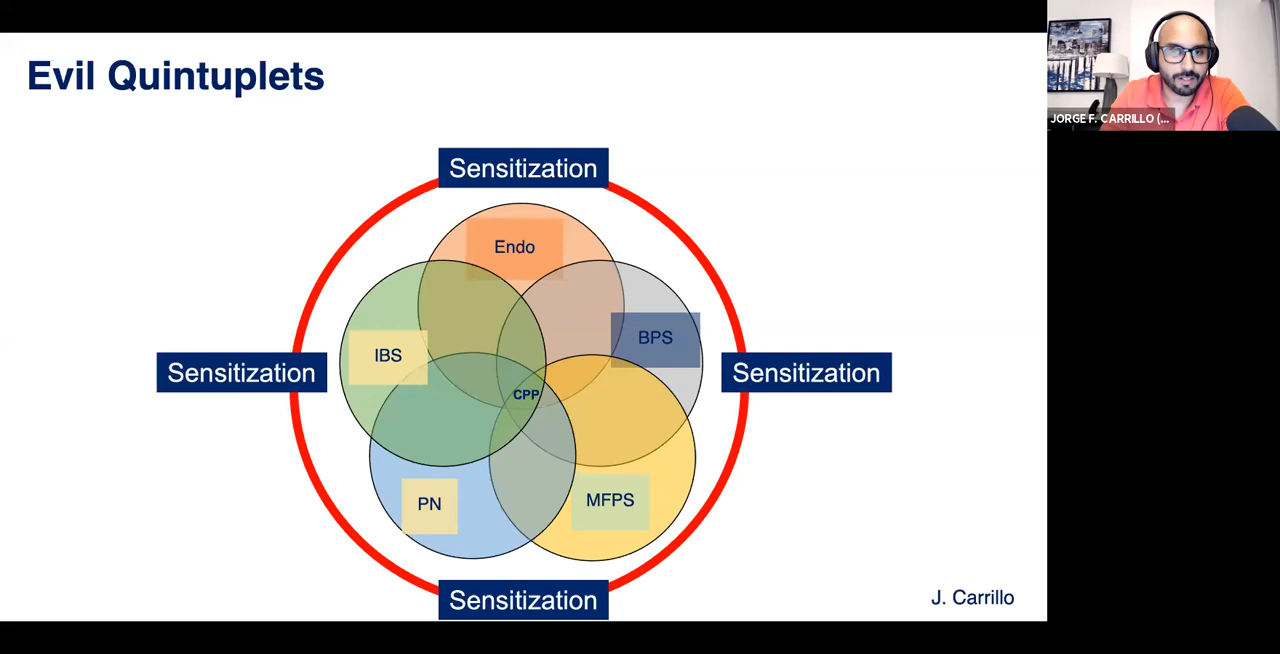 Evil Quintuplets
JORGE F. CARRILLO (...
Sensitization
Endo
BPS
IBS
Sensitization
Sensitization
CPP
PN
MFPS
Sensitization
J. Carrillo